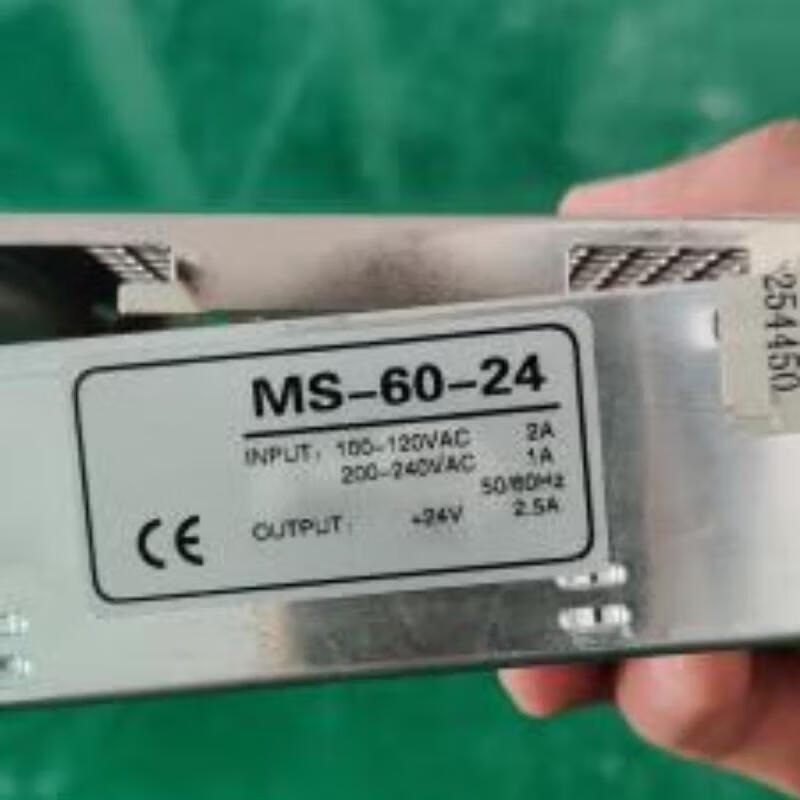 MS-60-24
INPUT: 100-120VAC 2A
200-240VAC 1A
50/60Hz
OUTPUT: +24V 2.5A
CE
254450